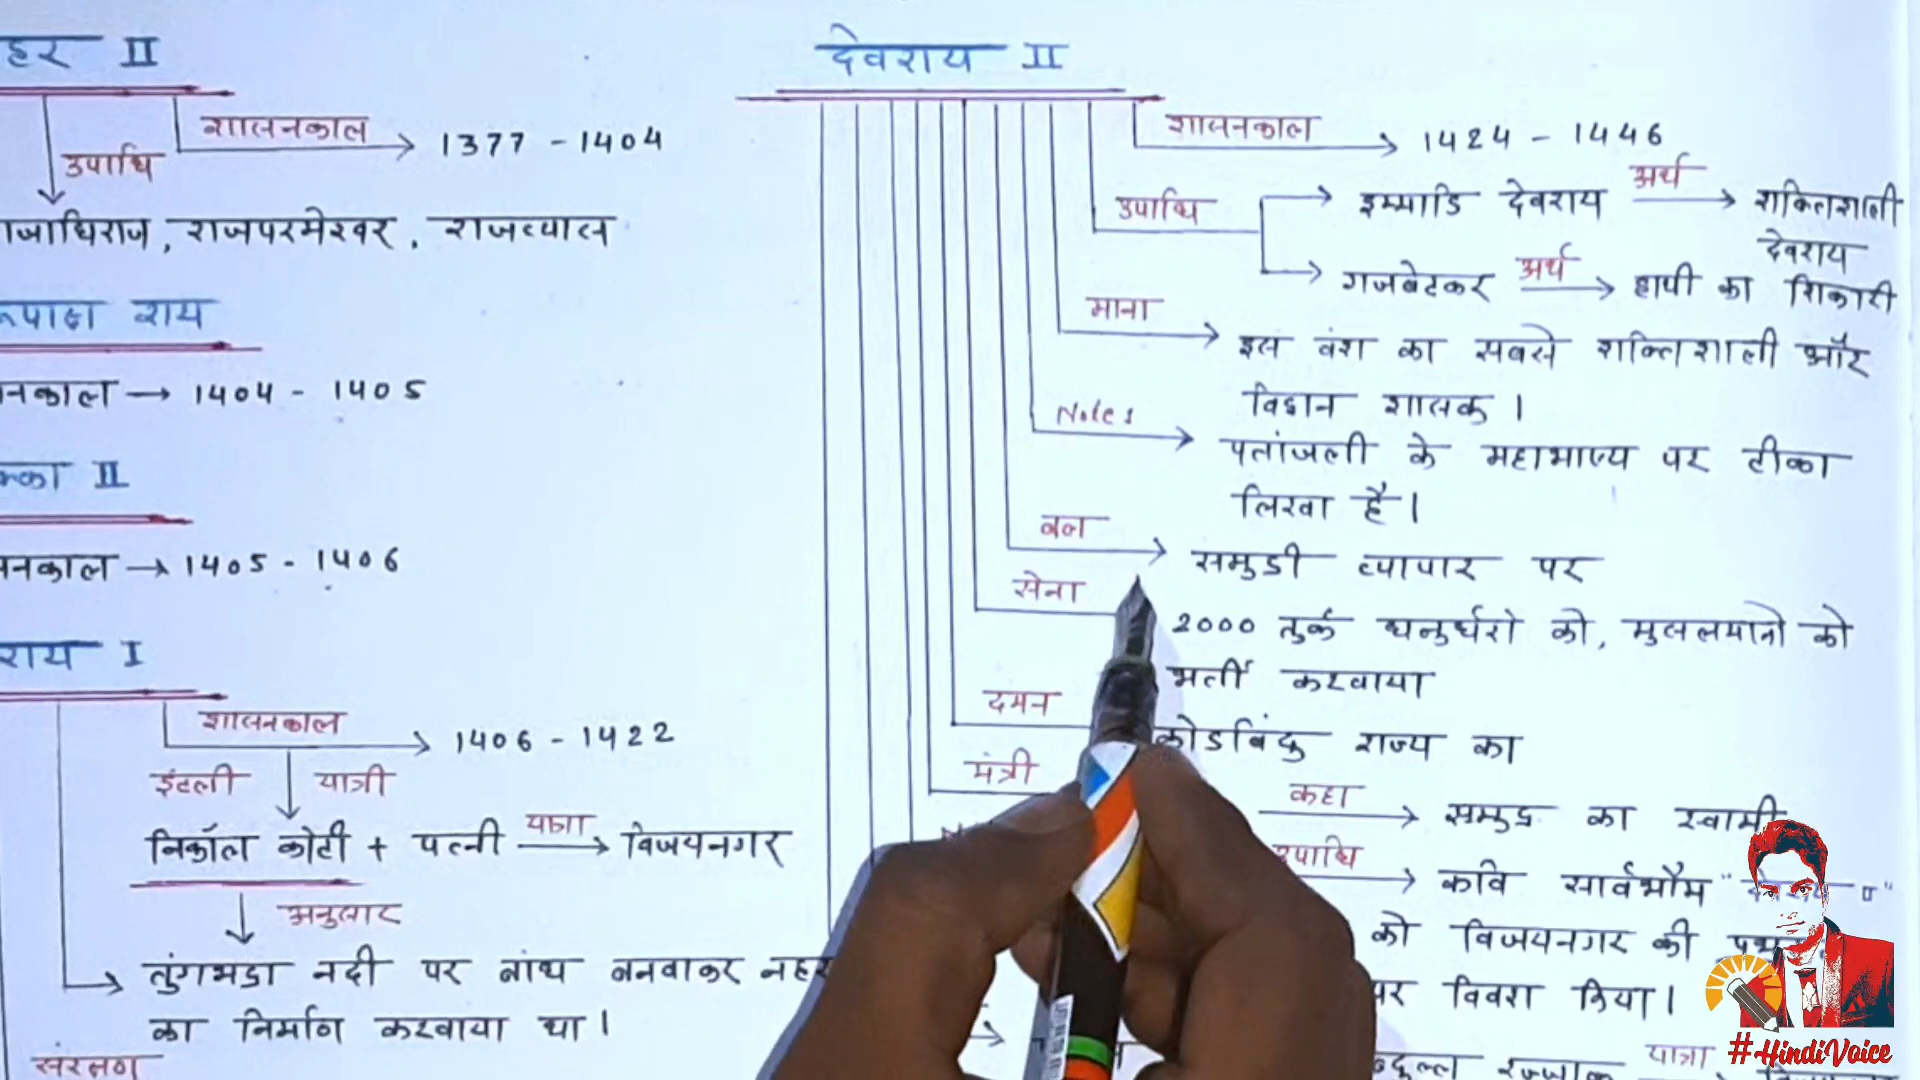 हर II
शासनकाल → 1377 - 1404
उपाधि
राजपरमेश्वर, राजव्यास
राय
नकाल → 1404 - 1405
क्का II
नकाल → 1405 - 1406
राय I
शासनकाल → 1406 - 1422
इटली यात्री
निकॉल कोंटी + पत्नी यात्रा → विजयनगर
अनुसार
तुंगभद्रा नदी पर बांध बनवाकर नहर
का निर्माण करवाया था।
संरक्षण
देवराय II
शासनकाल → 1424 - 1446
उपाधि → इम्माडि देवराय अर्थ → शक्तिशाली
देवराय
गजबेटकर अर्थ → हाथी का शिकारी
माना → इस वंश का सबसे शक्तिशाली और
विद्वान शासक।
Notes → पतांजली के महाभाष्य पर टीका
लिखा है।
बल → समुद्री व्यापार पर
सेना 2000 तुर्क धनुर्धरो को, मुसलमानो को
भर्ती करवाया
दमन कोंडविंदु राज्य का
मंत्री कहा → समुद्र का स्वामी
उपाधि → कवि सार्वभौम
को विजयनगर की
पर विवश किया।
यात्रा
#HindiVoice